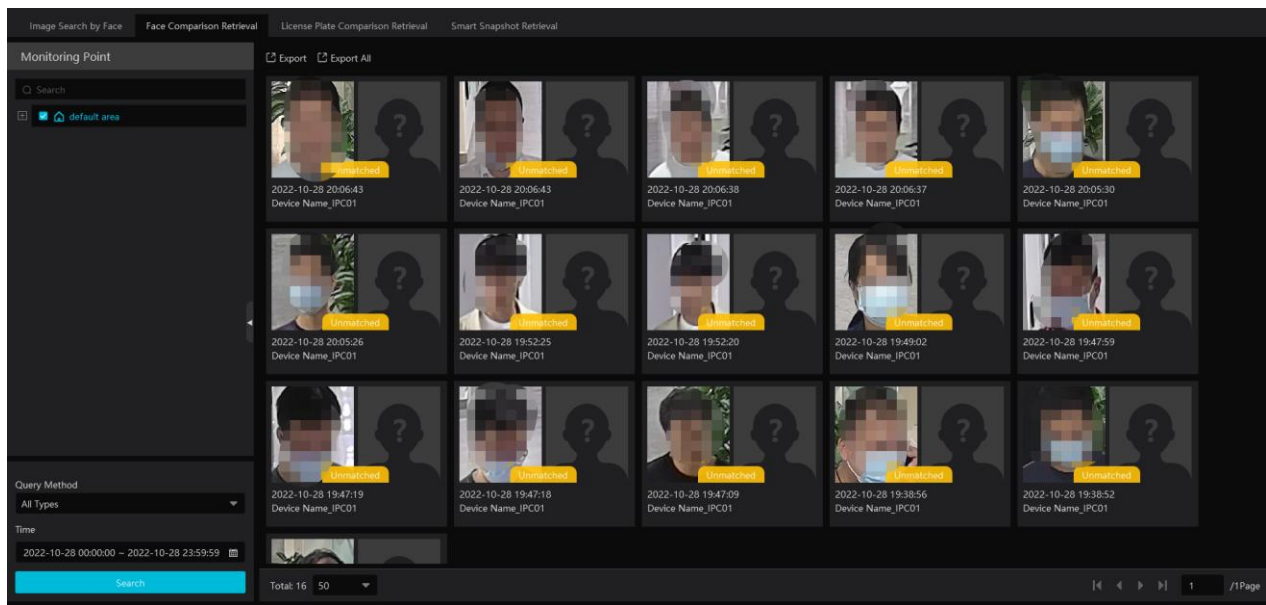 Image Search by Face Face Comparison Retrieval License Plate Comparison Retrieval Smart Snapshot Retrieval
Monitoring Point
Search
default area
Query Method
All Types
Time
2022-10-28 00:00:00 ~ 2022-10-28 23:59:59
Search
Export Export All
? ? ? ? ?
Unmatched Unmatched Unmatched Unmatched Unmatched
2022-10-28 20:06:43 2022-10-28 20:06:43 2022-10-28 20:06:38 2022-10-28 20:06:37 2022-10-28 20:05:30
Device Name_IPC01 Device Name_IPC01 Device Name_IPC01 Device Name_IPC01 Device Name_IPC01
? ? ? ? ?
Unmatched Unmatched Unmatched Unmatched Unmatched
2022-10-28 20:05:26 2022-10-28 19:52:25 2022-10-28 19:52:20 2022-10-28 19:49:02 2022-10-28 19:47:59
Device Name_IPC01 Device Name_IPC01 Device Name_IPC01 Device Name_IPC01 Device Name_IPC01
? ? ? ? ?
Unmatched Unmatched Unmatched Unmatched Unmatched
2022-10-28 19:47:19 2022-10-28 19:47:18 2022-10-28 19:47:09 2022-10-28 19:38:56 2022-10-28 19:38:52
Device Name_IPC01 Device Name_IPC01 Device Name_IPC01 Device Name_IPC01 Device Name_IPC01
Total: 16 50 1 /1Page